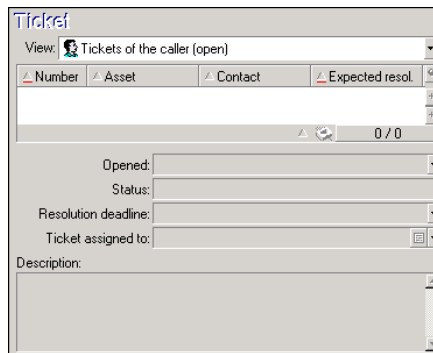 Ticket
View: Tickets of the caller (open)
Number Asset Contact Expected resol.
0 / 0
Opened:
Status:
Resolution deadline:
Ticket assigned to:
Description: